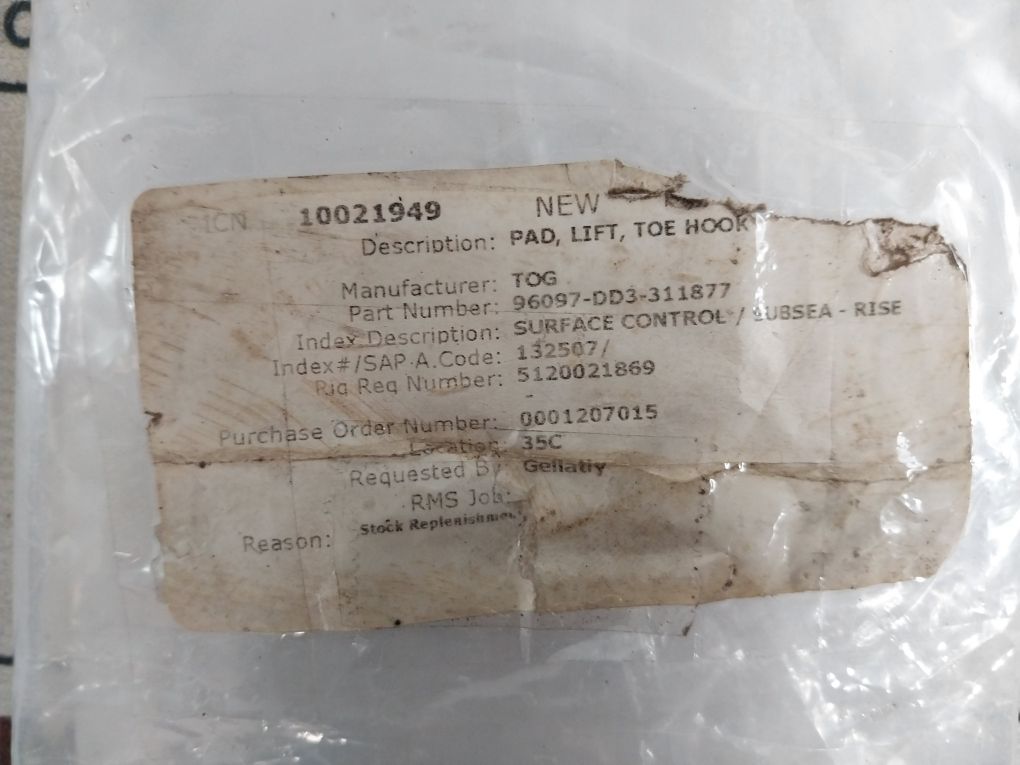 ICN 10021949 NEW
Description: PAD, LIFT, TOE HOOK
Manufacturer: TOG
Part Number: 96097-DD3-311877
Index Description: SURFACE CONTROL / SUBSEA - RISE
Index#/SAP A.Code: 132507/
Rig Req Number: 5120021869
-
Purchase Order Number: 0001207015
Location: 35C
Requested By Gellatly
RMS Job:
Reason: Stock Replenishment